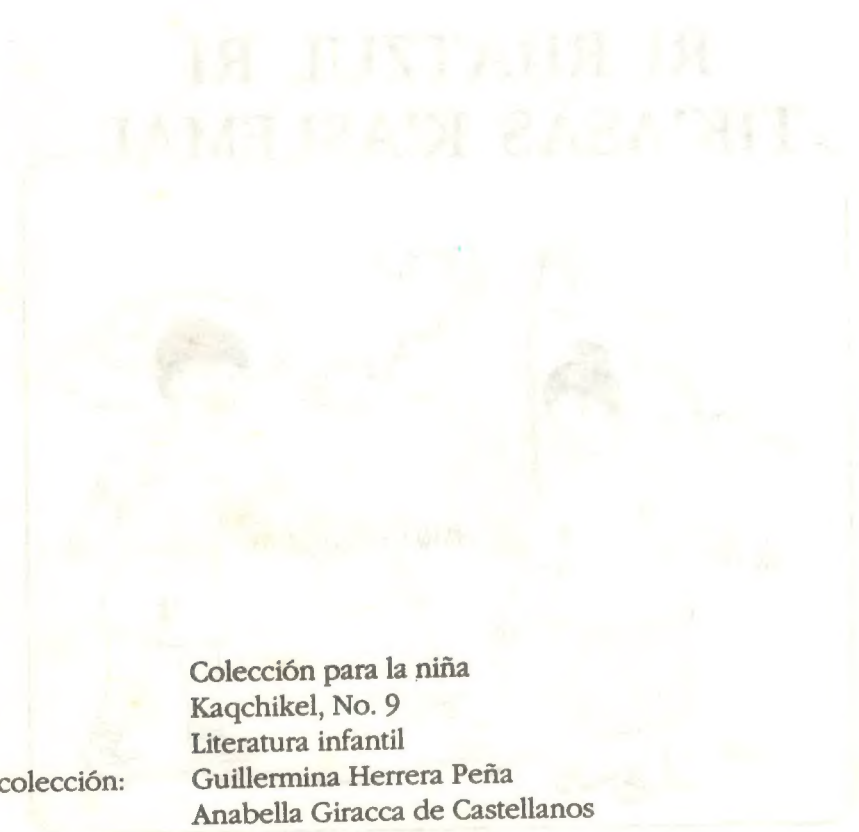 Colección para la niña
Kaqchikel, No. 9
Literatura infantil
colección: Guillermina Herrera Peña
Anabella Giracca de Castellanos